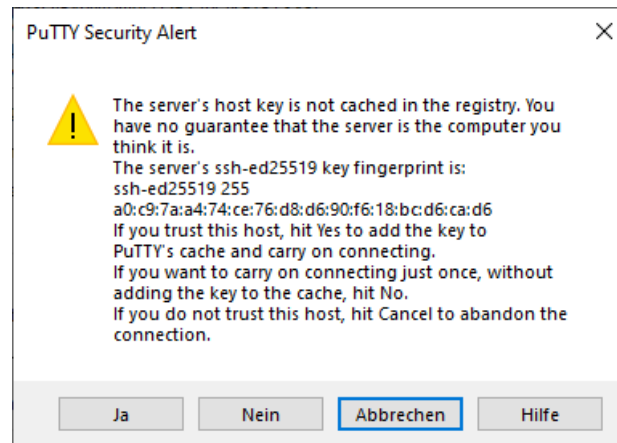 PuTTY Security Alert
The server's host key is not cached in the registry. You
have no guarantee that the server is the computer you
think it is.
The server's ssh-ed25519 key fingerprint is:
ssh-ed25519 255
a0:c9:7a:a4:74:ce:76:d8:d6:90:f6:18:bc:d6:ca:d6
If you trust this host, hit Yes to add the key to
PuTTY's cache and carry on connecting.
If you want to carry on connecting just once, without
adding the key to the cache, hit No.
If you do not trust this host, hit Cancel to abandon the
connection.
Ja Nein Abbrechen Hilfe